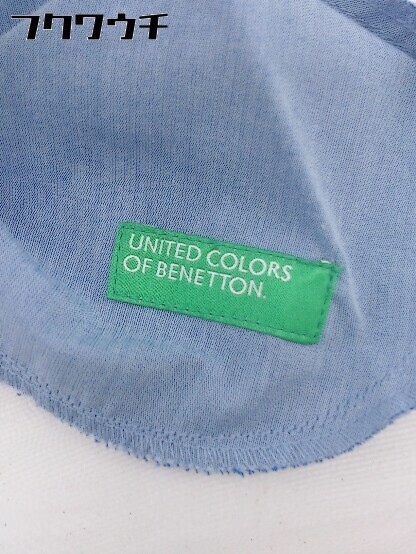 フクワウチ
UNITED COLORS
OF BENETTON.